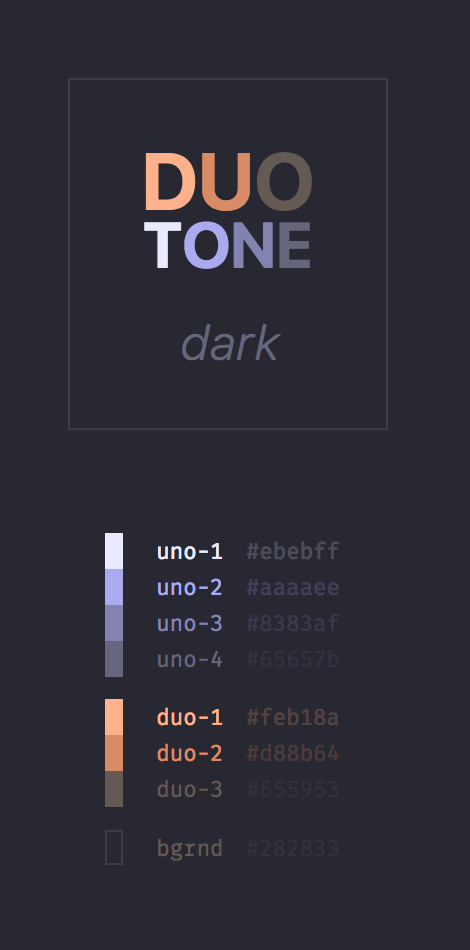 DUO
TONE
dark
uno-1 #ebebff
uno-2 #aaaaee
uno-3 #8383af
uno-4 #65657b
duo-1 #feb18a
duo-2 #d88b64
duo-3 #655953
bgrnd #282833